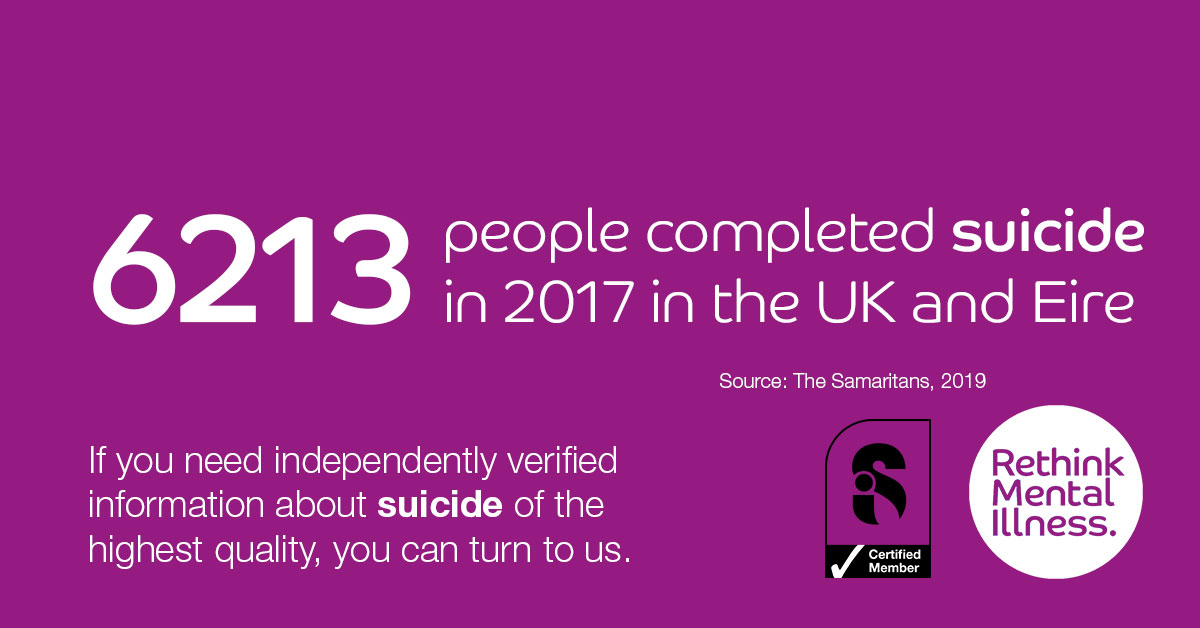 6213 people completed suicide
in 2017 in the UK and Eire
Source: The Samaritans, 2019
If you need independently verified
information about suicide of the
highest quality, you can turn to us.
iS
Certified
Member
Rethink
Mental
Illness.